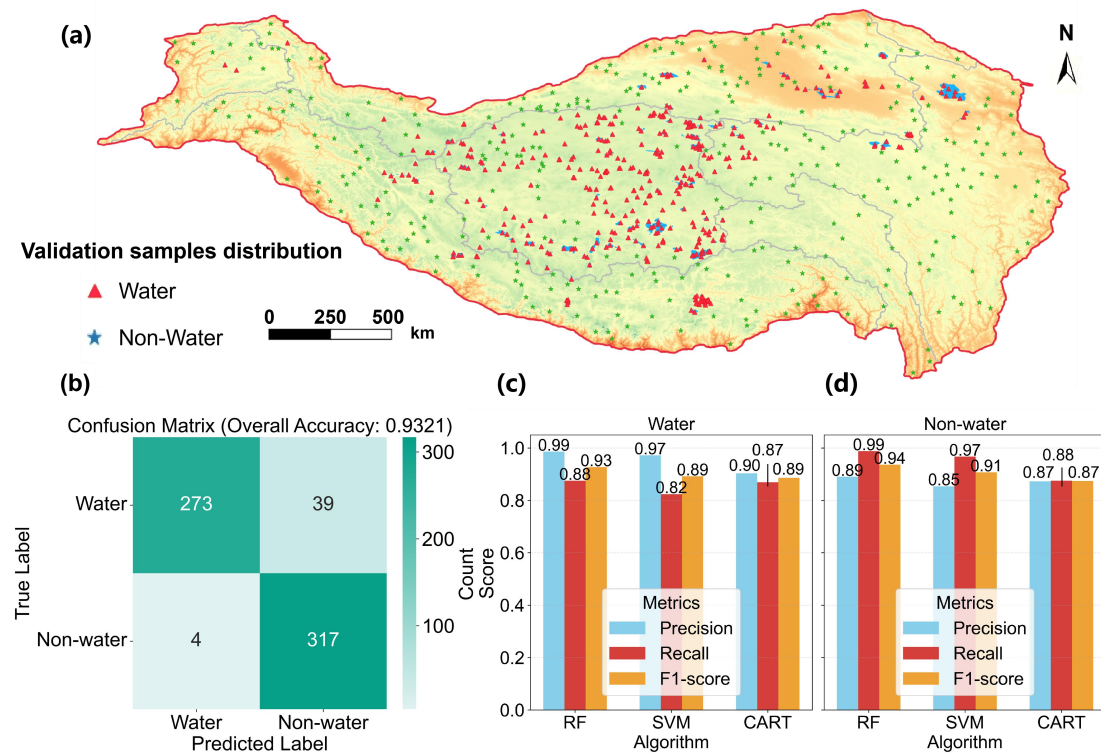 (a)
N
Validation samples distribution
Water
Non-Water
0 250 500
km
(b)
Confusion Matrix (Overall Accuracy: 0.9321)
True Label
Water
Non-water
273 39
4 317
Water Non-water
Predicted Label
300
200
100
Count
(c)
Water
Score
1.0
0.8
0.6
0.4
0.2
0.0
0.99 0.88 0.93
0.97 0.82 0.89
0.90 0.87 0.89
Metrics
Precision
Recall
F1-score
RF SVM CART
Algorithm
(d)
Non-water
0.89 0.99 0.94
0.85 0.97 0.91
0.87 0.88 0.87
Metrics
Precision
Recall
F1-score
RF SVM CART
Algorithm